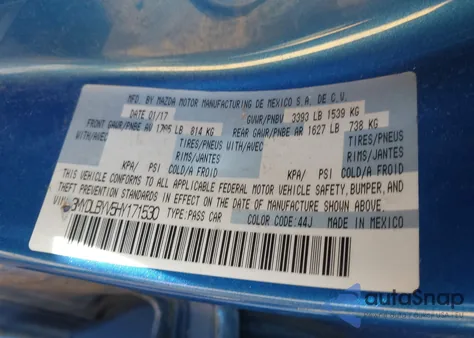 MFD. BY MAZDA MOTOR MANUFACTURING DE MEXICO S.A. DE C.V.
DATE 01/17 GVWR/PNBV 3393 LB 1539 KG
FRONT GAWR/PNBE AV 1795 LB 814 KG REAR GAWR/PNBE AR 1627 LB 738 KG
WITH/AVEC TIRES/PNEUS WITH/AVEC TIRES/PNEUS
RIMS/JANTES RIMS/JANTES
KPA/ PSI COLD/A FROID KPA/ PSI COLD/A FROID
THIS VEHICLE CONFORMS TO ALL APPLICABLE FEDERAL MOTOR VEHICLE SAFETY, BUMPER, AND
THEFT PREVENTION STANDARDS IN EFFECT ON THE DATE OF MANUFACTURE SHOWN ABOVE.
VIN: 3MYDLBYV5HY171530 TYPE:PASS CAR COLOR CODE:44J MADE IN MEXICO
autoSnap